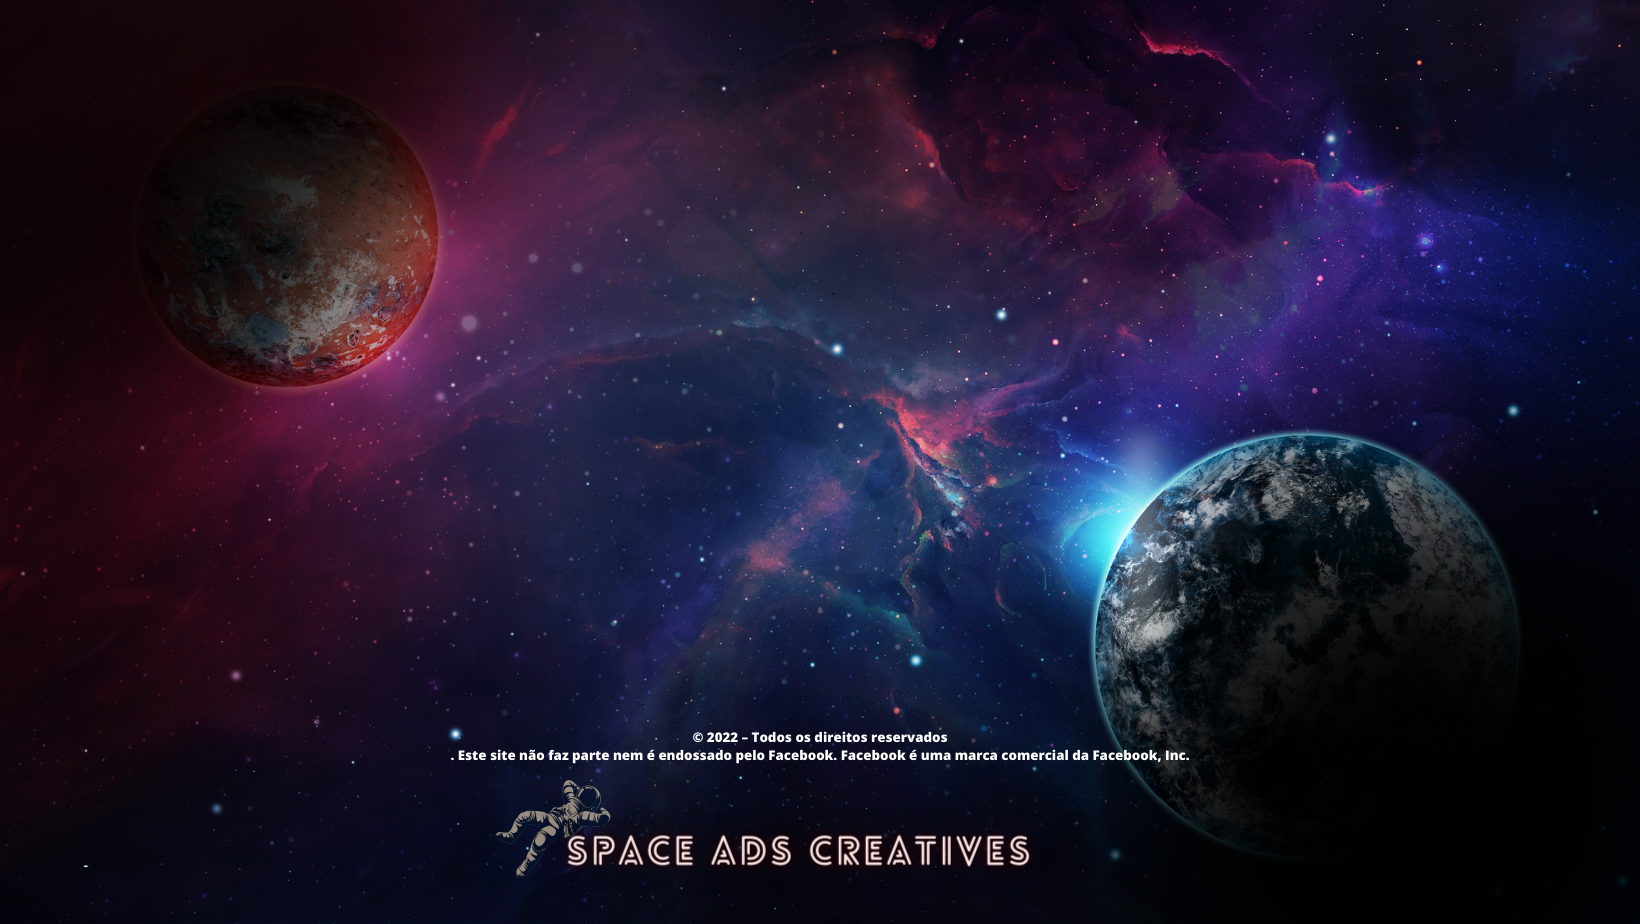 © 2022 – Todos os direitos reservados
. Este site não faz parte nem é endossado pelo Facebook. Facebook é uma marca comercial da Facebook, Inc.
SPACE ADS CREATIVES